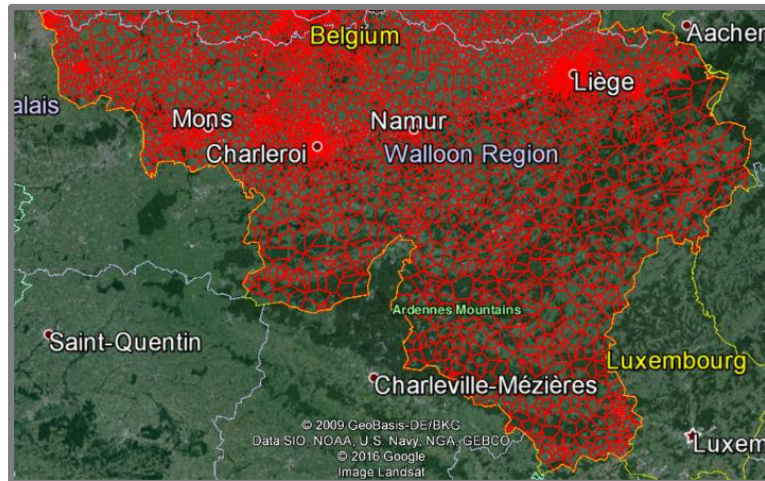 Belgium
Aachen
Liège
alais
Mons
Namur
Charleroi
Walloon Region
Ardennes Mountains
Saint-Quentin
Luxembourg
Charleville-Mézières
© 2009 GeoBasis-DE/BKG
Data SIO, NOAA, U.S. Navy, NGA, GEBCO
© 2016 Google
Image Landsat
Luxem